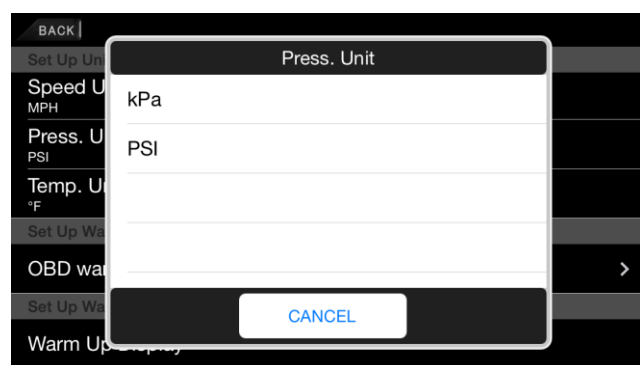 BACK
Set Up Un
Press. Unit
Speed U
MPH
kPa
Press. U
PSI
PSI
Temp. U
°F
Set Up Wa
OBD wa
>
Set Up Wa
CANCEL
Warm Up